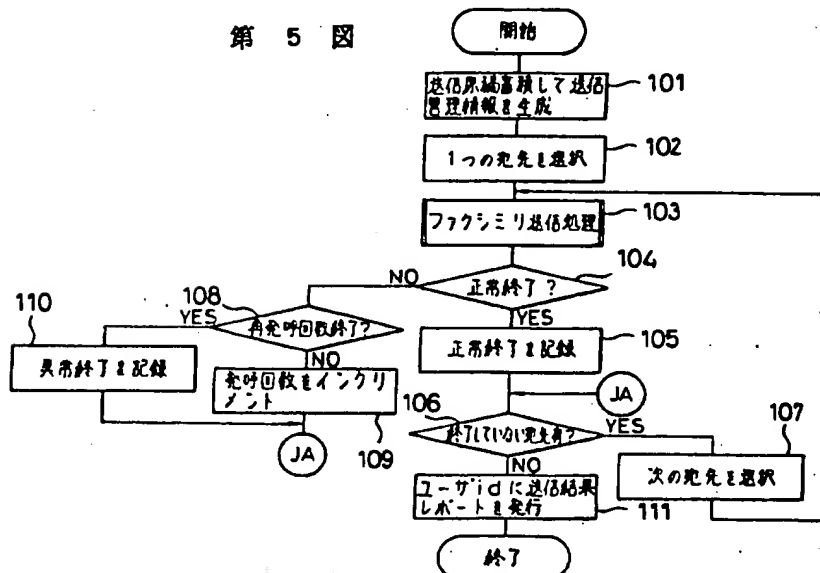 第 5 図
開始
送信原稿蓄積して送信
管理情報を生成
101
1つの宛先を選択
102
ファクシミリ送信処理
103
正常終了?
104
NO
YES
正常終了を記録
105
108
再発呼回数終了?
YES
NO
110
異常終了を記録
発呼回数をインクリ
メント
109
JA
JA
106
終了していない宛先有?
YES
NO
107
次の宛先を選択
ユーザidに送信結果
レポートを発行
111
終了